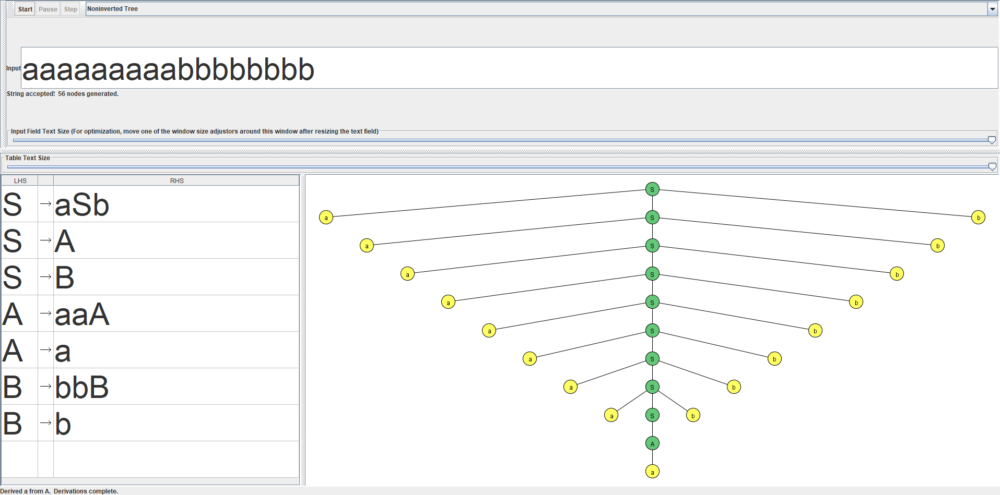 Start Pause Step Noninverted Tree
Input aaaaaaaaabbbbbbbb
String accepted! 56 nodes generated.
Input Field Text Size (For optimization, move one of the window size adjustors around this window after resizing the text field)
Table Text Size
LHS RHS
S → aSb
S → A
S → B
A → aaA
A → a
B → bbB
B → b
S
a S b
a S b
a S b
a S b
a S b
a S b
a S b
a S b
A
a
Derived a from A. Derivations complete.